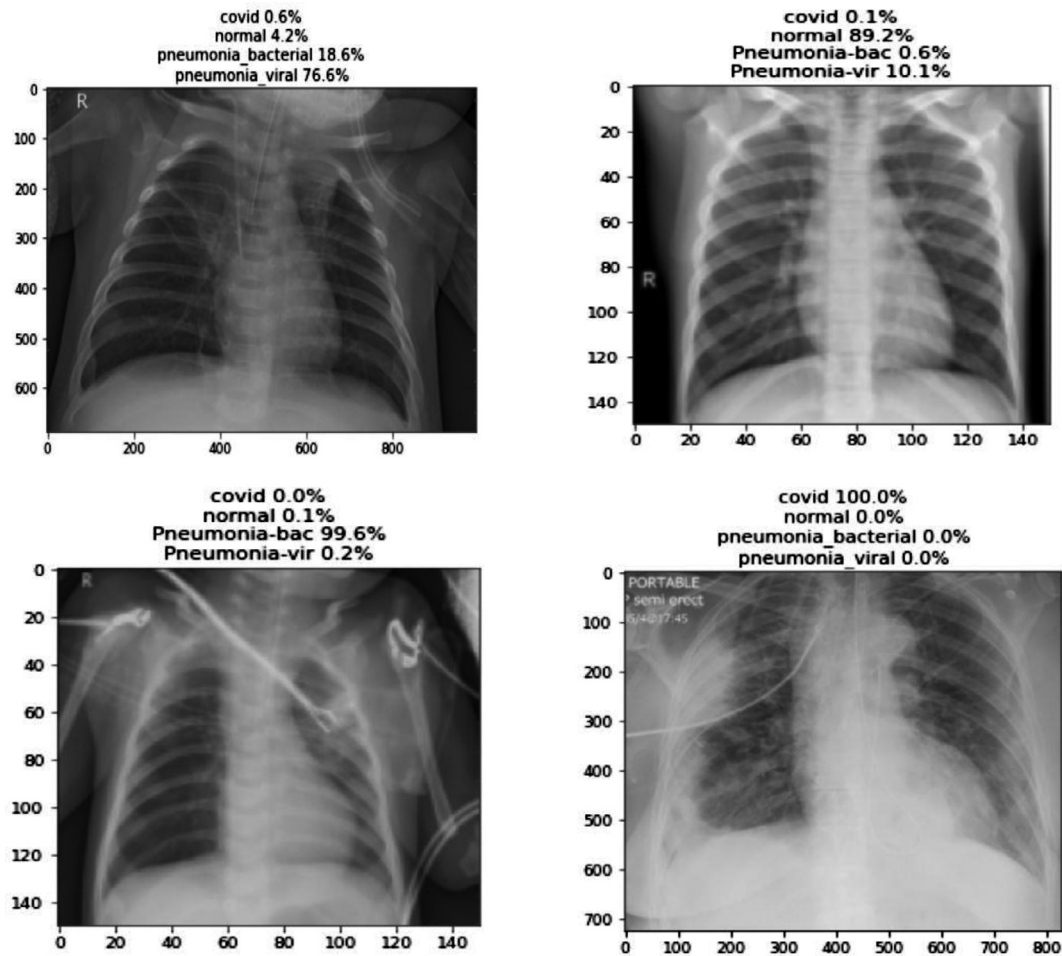 covid 0.6%
normal 4.2%
pneumonia_bacterial 18.6%
pneumonia_viral 76.6%
R
0
100
200
300
400
500
600
0
200
400
600
800
covid 0.1%
normal 89.2%
Pneumonia-bac 0.6%
Pneumonia-vir 10.1%
R
0
20
40
60
80
100
120
140
0
20
40
60
80
100
120
140
covid 0.0%
normal 0.1%
Pneumonia-bac 99.6%
Pneumonia-vir 0.2%
R
0
20
40
60
80
100
120
140
0
20
40
60
80
100
120
140
covid 100.0%
normal 0.0%
pneumonia_bacterial 0.0%
pneumonia_viral 0.0%
PORTABLE
semi erect
0
100
200
300
400
500
600
700
0
100
200
300
400
500
600
700
800